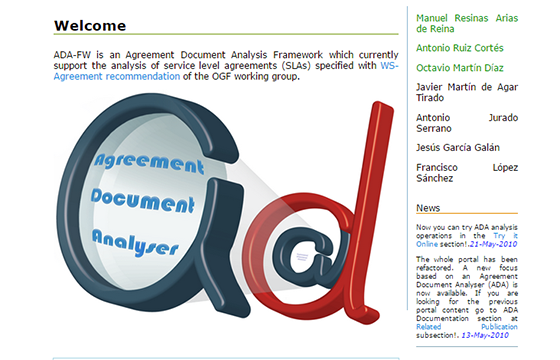 Welcome
ADA-FW is an Agreement Document Analysis Framework which currently
support the analysis of service level agreements (SLAs) specified with WS-
Agreement recommendation of the OGF working group.
Agreement
Document
Analyser
Manuel Resinas Arias
de Reina
Antonio Ruiz Cortés
Octavio Martín Díaz
Javier Martín de Agar
Tirado
Antonio Jurado
Serrano
Jesús García Galán
Francisco López
Sánchez
News
Now you can try ADA analysis
operations in the Try it
Online section!.21-May-2010
The whole portal has been
refactored. A new focus
based on an Agreement
Document Analyser (ADA) is
now available. If you are
looking for the previous
portal content go to ADA
Documentation section at
Related Publication
subsection!. 13-May-2010